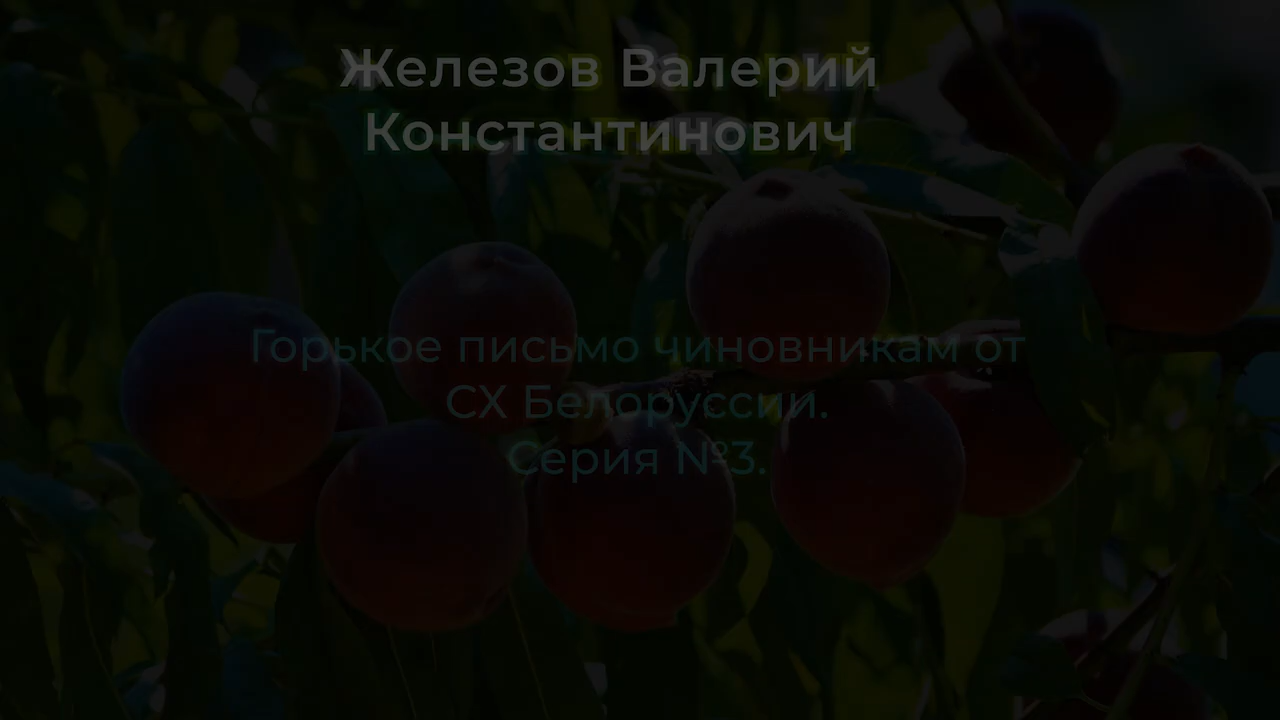 Железов Валерий
Константинович
Горькое письмо чиновникам от
СХ Белоруссии.
Серия №3.